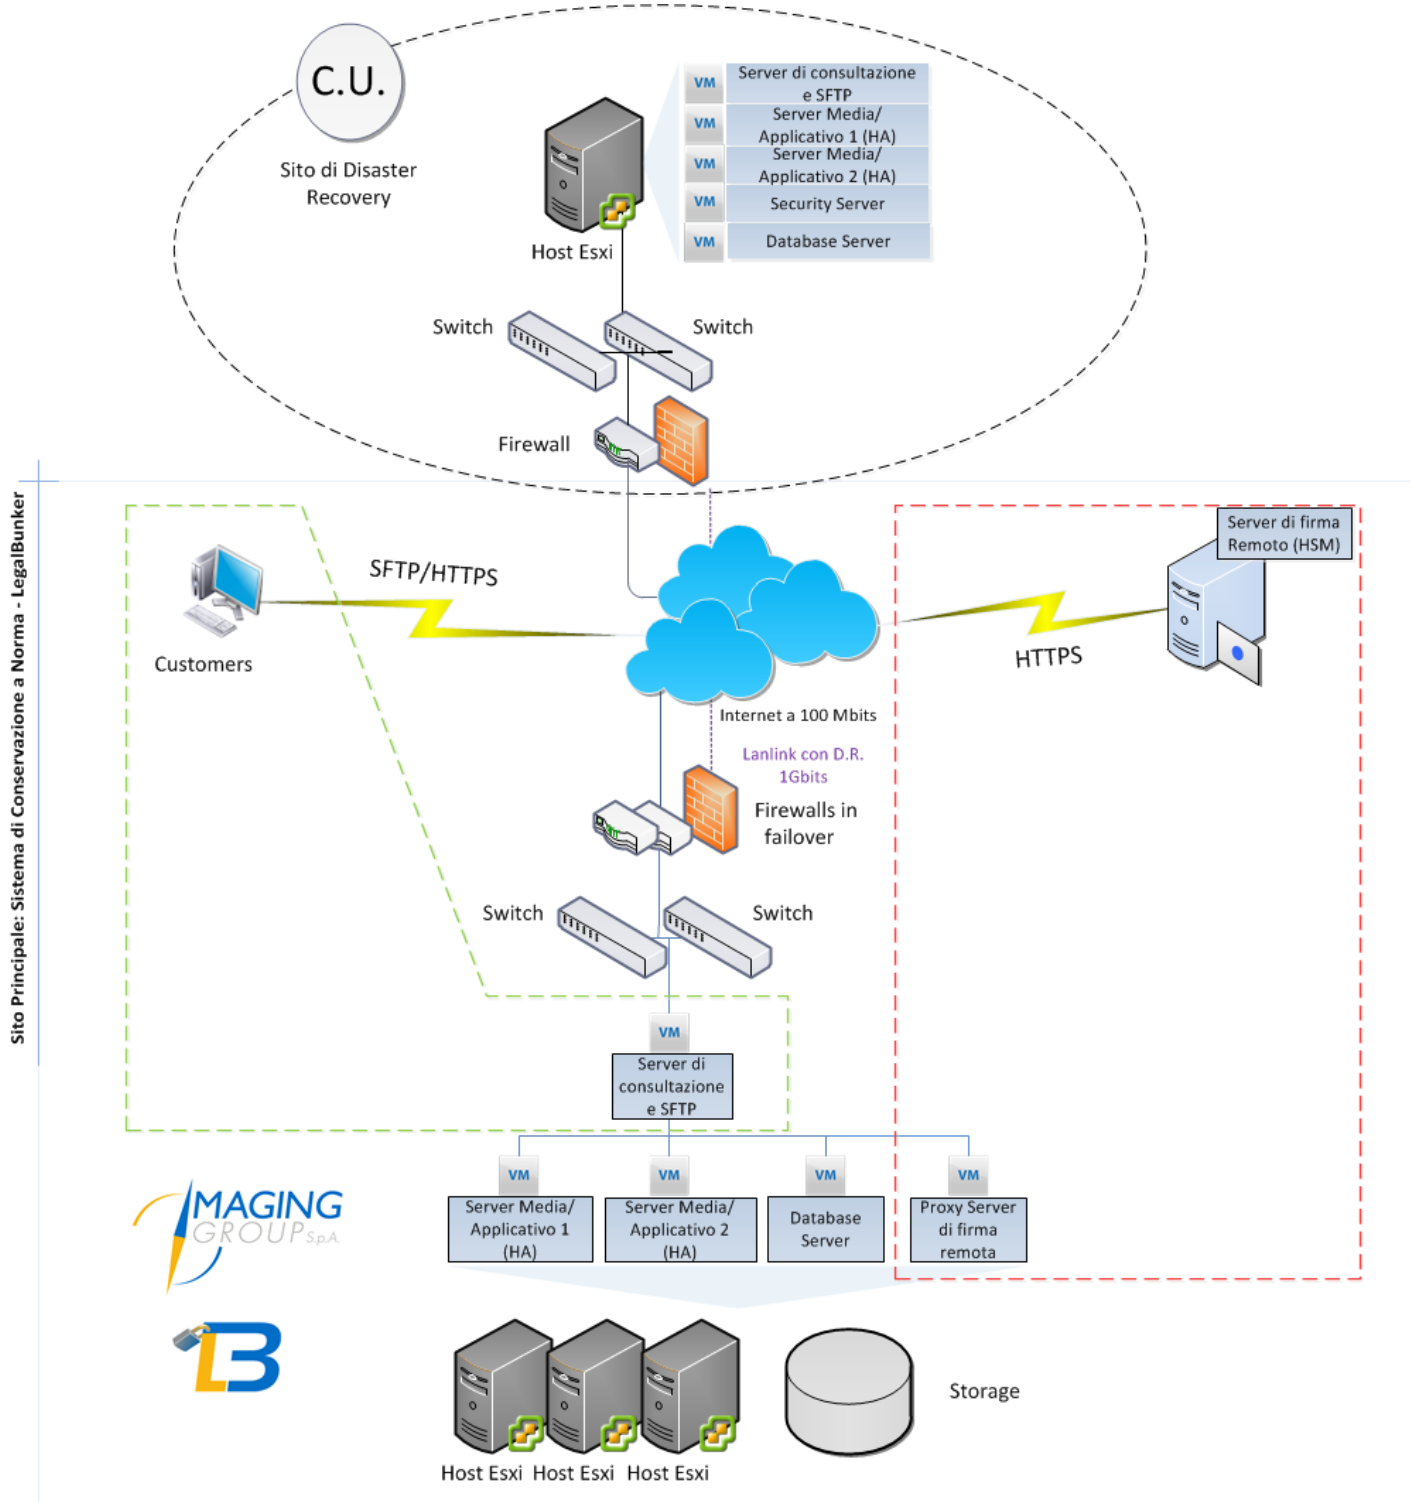 C.U.
Sito di Disaster
Recovery
Host Esxi
VM
Server di consultazione
e SFTP
VM
Server Media/
Applicativo 1 (HA)
VM
Server Media/
Applicativo 2 (HA)
VM
Security Server
VM
Database Server
Switch
Switch
Firewall
Sito Principale: Sistema di Conservazione a Norma - LegalBunker
Customers
SFTP/HTTPS
Server di firma
Remoto (HSM)
HTTPS
Internet a 100 Mbits
Lanlink con D.R.
1Gbits
Firewalls in
failover
Switch
Switch
VM
Server di
consultazione
e SFTP
VM
Server Media/
Applicativo 1
(HA)
VM
Server Media/
Applicativo 2
(HA)
VM
Database
Server
VM
Proxy Server
di firma
remota
IMAGING
GROUP S.p.A.
LB
Host Esxi
Host Esxi
Host Esxi
Storage